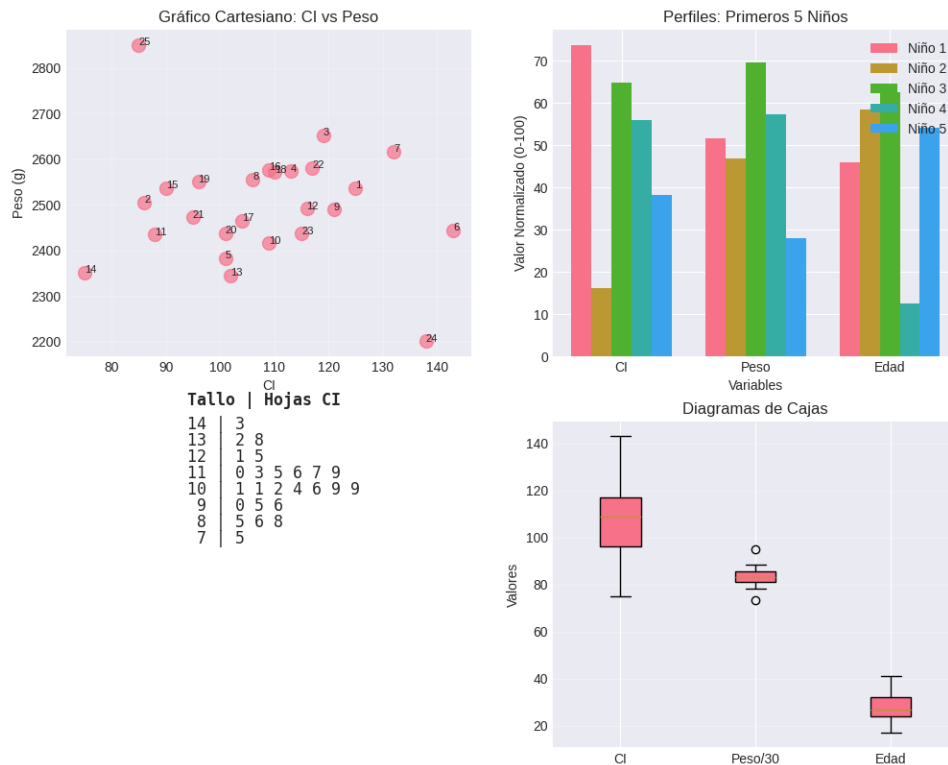 Gráfico Cartesiano: CI vs Peso
Peso (g)
2800
2700
2600
2500
2400
2300
2200
25
3
7
16
18
4
22
8
19
15
1
2
12
9
21
17
20
23
6
11
10
5
13
14
24
80 90 100 110 120 130 140
CI
Perfiles: Primeros 5 Niños
Valor Normalizado (0-100)
70
60
50
40
30
20
10
0
Niño 1
Niño 2
Niño 3
Niño 4
Niño 5
CI Peso Edad
Variables
Tallo | Hojas CI
14 | 3
13 | 2 8
12 | 1 5
11 | 0 3 5 6 7 9
10 | 1 1 2 4 6 9 9
9 | 0 5 6
8 | 5 6 8
7 | 5
Diagramas de Cajas
Valores
140
120
100
80
60
40
20
CI Peso/30 Edad